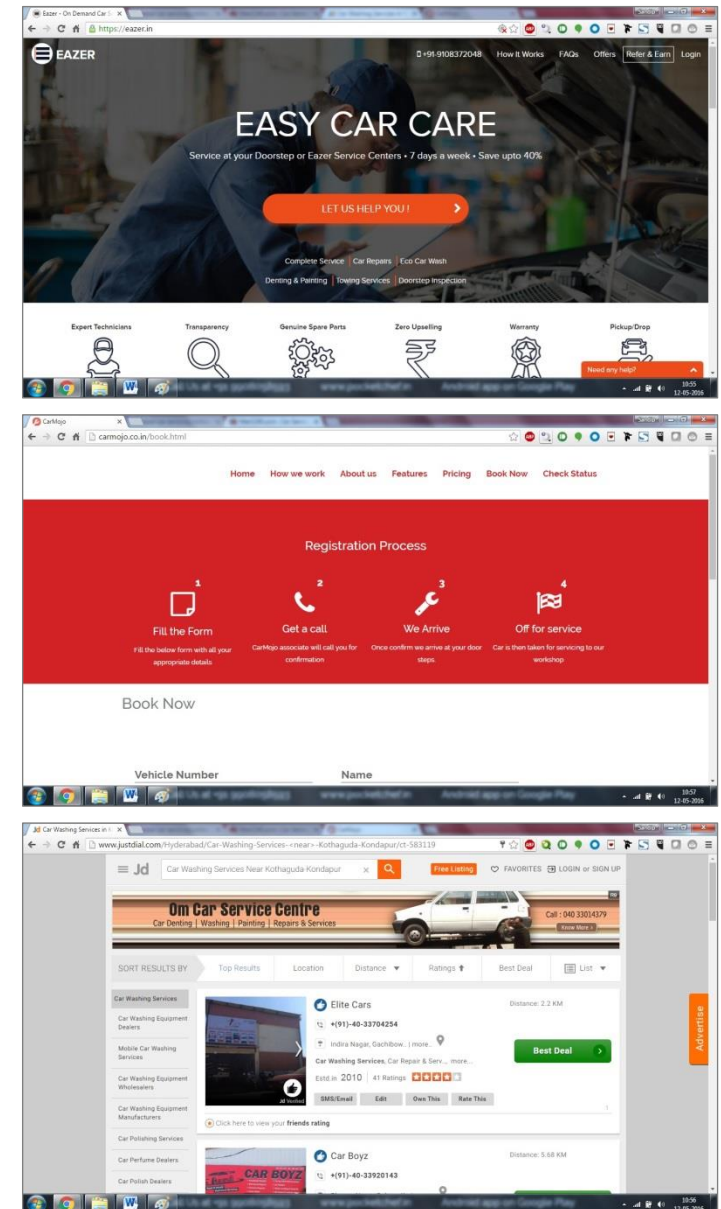 Eazer - On Demand Car S
https://eazer.in
EAZER
+91-9108372048 How It Works FAQs Offers Refer & Earn Login
EASY CAR CARE
Service at your Doorstep or Eazer Service Centers • 7 days a week • Save upto 40%
LET US HELP YOU !
Complete Service | Car Repairs | Eco Car Wash
Denting & Painting | Towing Services | Doorstep Inspection
Expert Technicians Transparency Genuine Spare Parts Zero Upselling Warranty Pickup/Drop
Need any help?
10:55
12-05-2016
CarMojo
carmojo.co.in/book.html
Home How we work About us Features Pricing Book Now Check Status
Registration Process
1 2 3 4
Fill the Form Get a call We Arrive Off for service
Fill the below form with all your appropriate details
CarMojo associate will call you for confirmation
Once confirm we arrive at your door steps.
Car is then taken for servicing to our workshop
Book Now
Vehicle Number Name
10:57
12-05-2016
Jd Car Washing Services in
www.justdial.com/Hyderabad/Car-Washing-Services-<near>-Kothaguda-Kondapur/ct-583119
Jd Car Washing Services Near Kothaguda-Kondapur x Free Listing FAVORITES LOGIN or SIGN UP
Om Car Service Centre
Car Denting | Washing | Painting | Repairs & Services
Call : 040 33014379
Know More >
SORT RESULTS BY Top Results Location Distance Ratings Best Deal List
Car Washing Services
Car Washing Equipment Dealers
Mobile Car Washing Services
Car Washing Equipment Wholesalers
Car Washing Equipment Manufacturers
Car Polishing Services
Car Perfume Dealers
Car Polish Dealers
Elite Cars
Distance: 2.2 KM
+(91)-40-33704254
Indira Nagar, Gachibow.. | more..
Car Washing Services, Car Repair & Serv.., more...
Best Deal
Estd.in 2010 | 41 Ratings
Jd Verified
SMS/Email Edit Own This Rate This
1
Click here to view your friends rating
Car Boyz
Distance: 5.58 KM
CAR BOYZ
+(91)-40-33920143
Advertise
10:56
12-05-2016